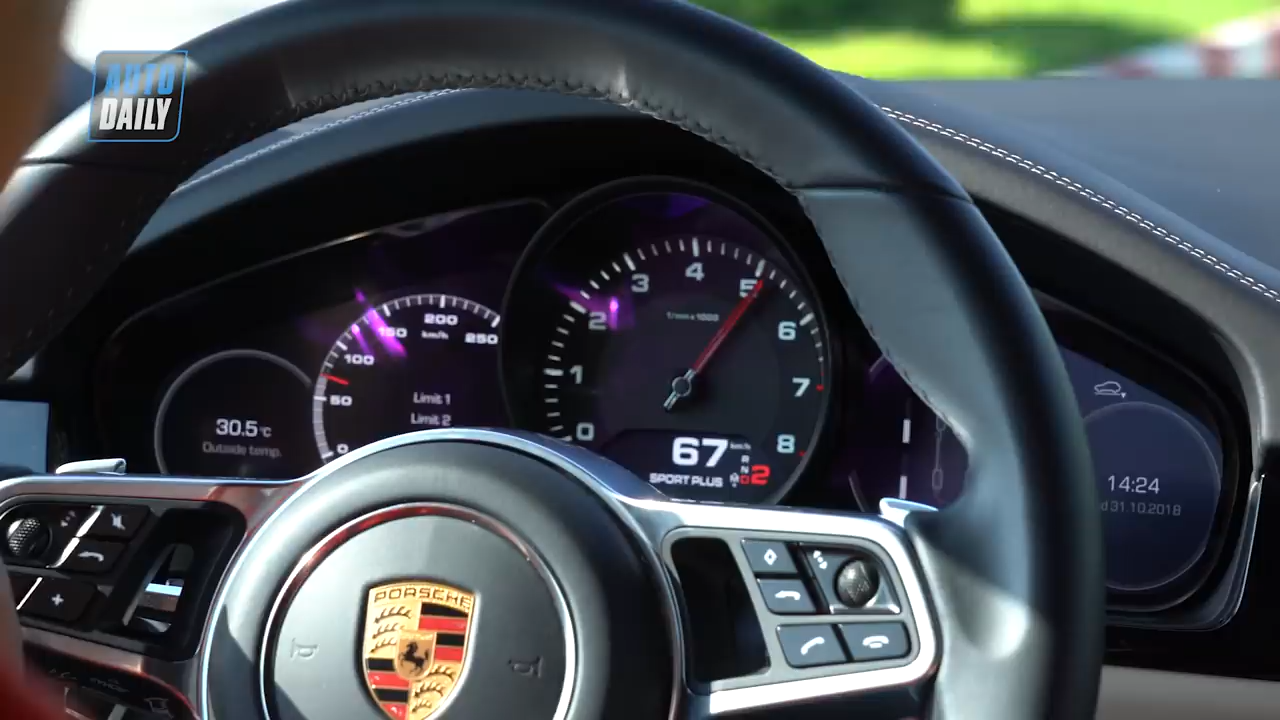 AUTO
DAILY
30.5°C
Outside temp.
0
50
100
150
200
250
km/h
Limit 1
Limit 2
0
1
2
3
4
5
6
7
8
1/min x 1000
67 km/h
SPORT PLUS
R
N
D
2
14:24
31.10.2018
PORSCHE